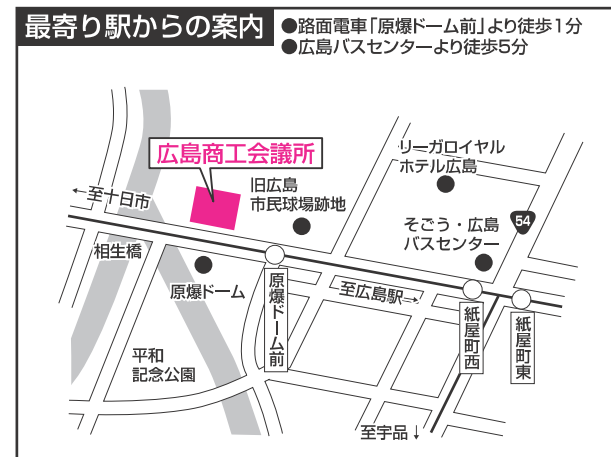 最寄り駅からの案内
●路面電車「原爆ドーム前」より徒歩1分
●広島バスセンターより徒歩5分
広島商工会議所
リーガロイヤル
ホテル広島
←至十日市
旧広島
市民球場跡地
54
そごう・広島
バスセンター
相生橋
原爆ドーム
原爆ドーム前
至広島駅→
紙屋町西
紙屋町東
平和
記念公園
至宇品↓